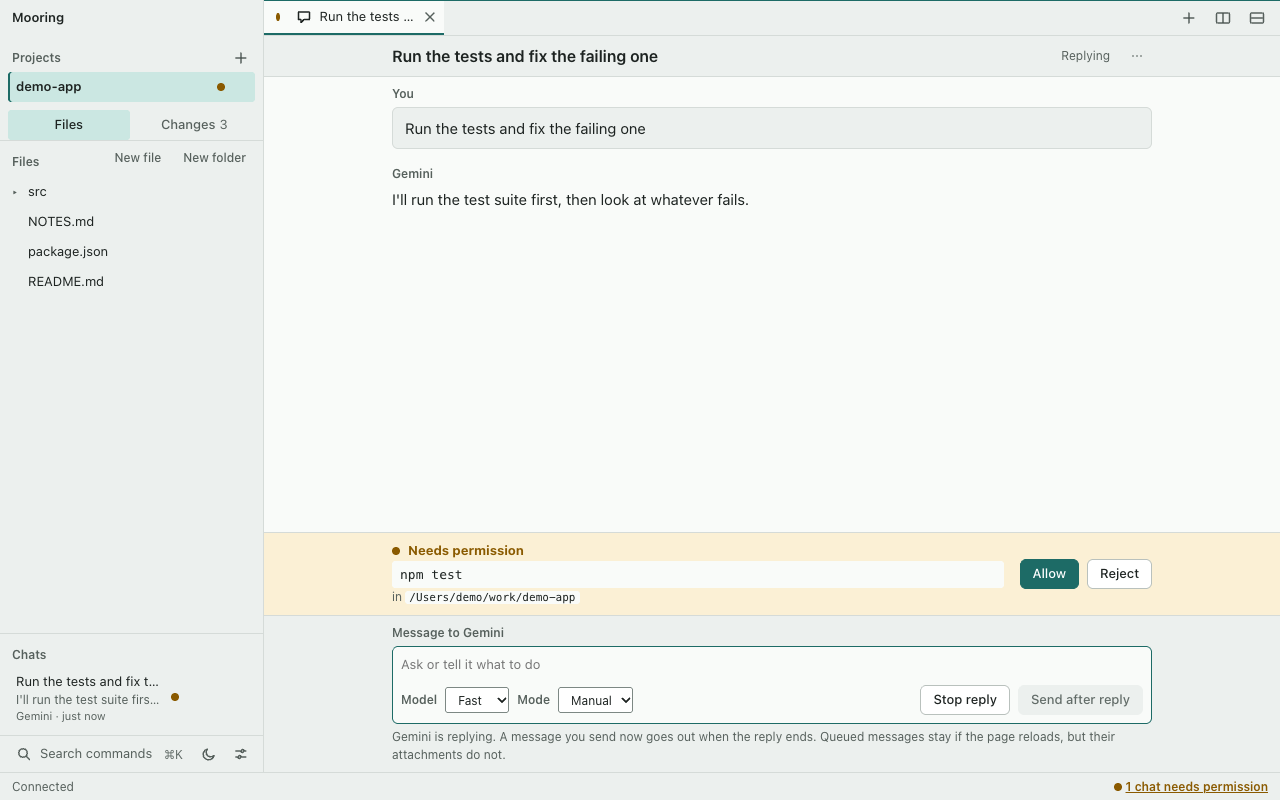 Mooring
Projects
demo-app
Files
Changes 3
Files
New file
New folder
src
NOTES.md
package.json
README.md
Chats
Run the tests and fix t...
I'll run the test suite firs...
Gemini · just now
Search commands ⌘K
Connected
Run the tests ...
Run the tests and fix the failing one
Replying
You
Run the tests and fix the failing one
Gemini
I'll run the test suite first, then look at whatever fails.
Needs permission
npm test
in /Users/demo/work/demo-app
Allow
Reject
Message to Gemini
Ask or tell it what to do
Model Fast Mode Manual
Stop reply
Send after reply
Gemini is replying. A message you send now goes out when the reply ends. Queued messages stay if the page reloads, but their
attachments do not.
1 chat needs permission